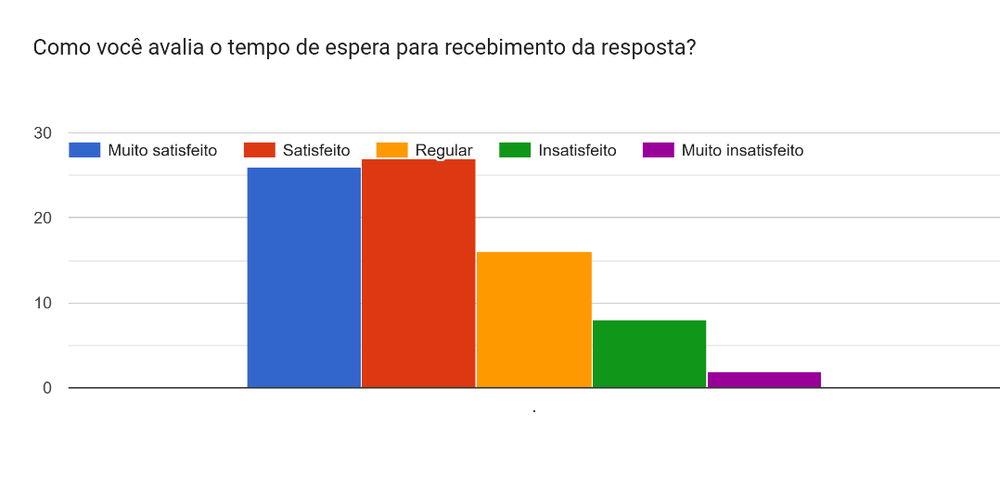 Como você avalia o tempo de espera para recebimento da resposta?
30
Muito satisfeito Satisfeito Regular Insatisfeito Muito insatisfeito
20
10
0
.